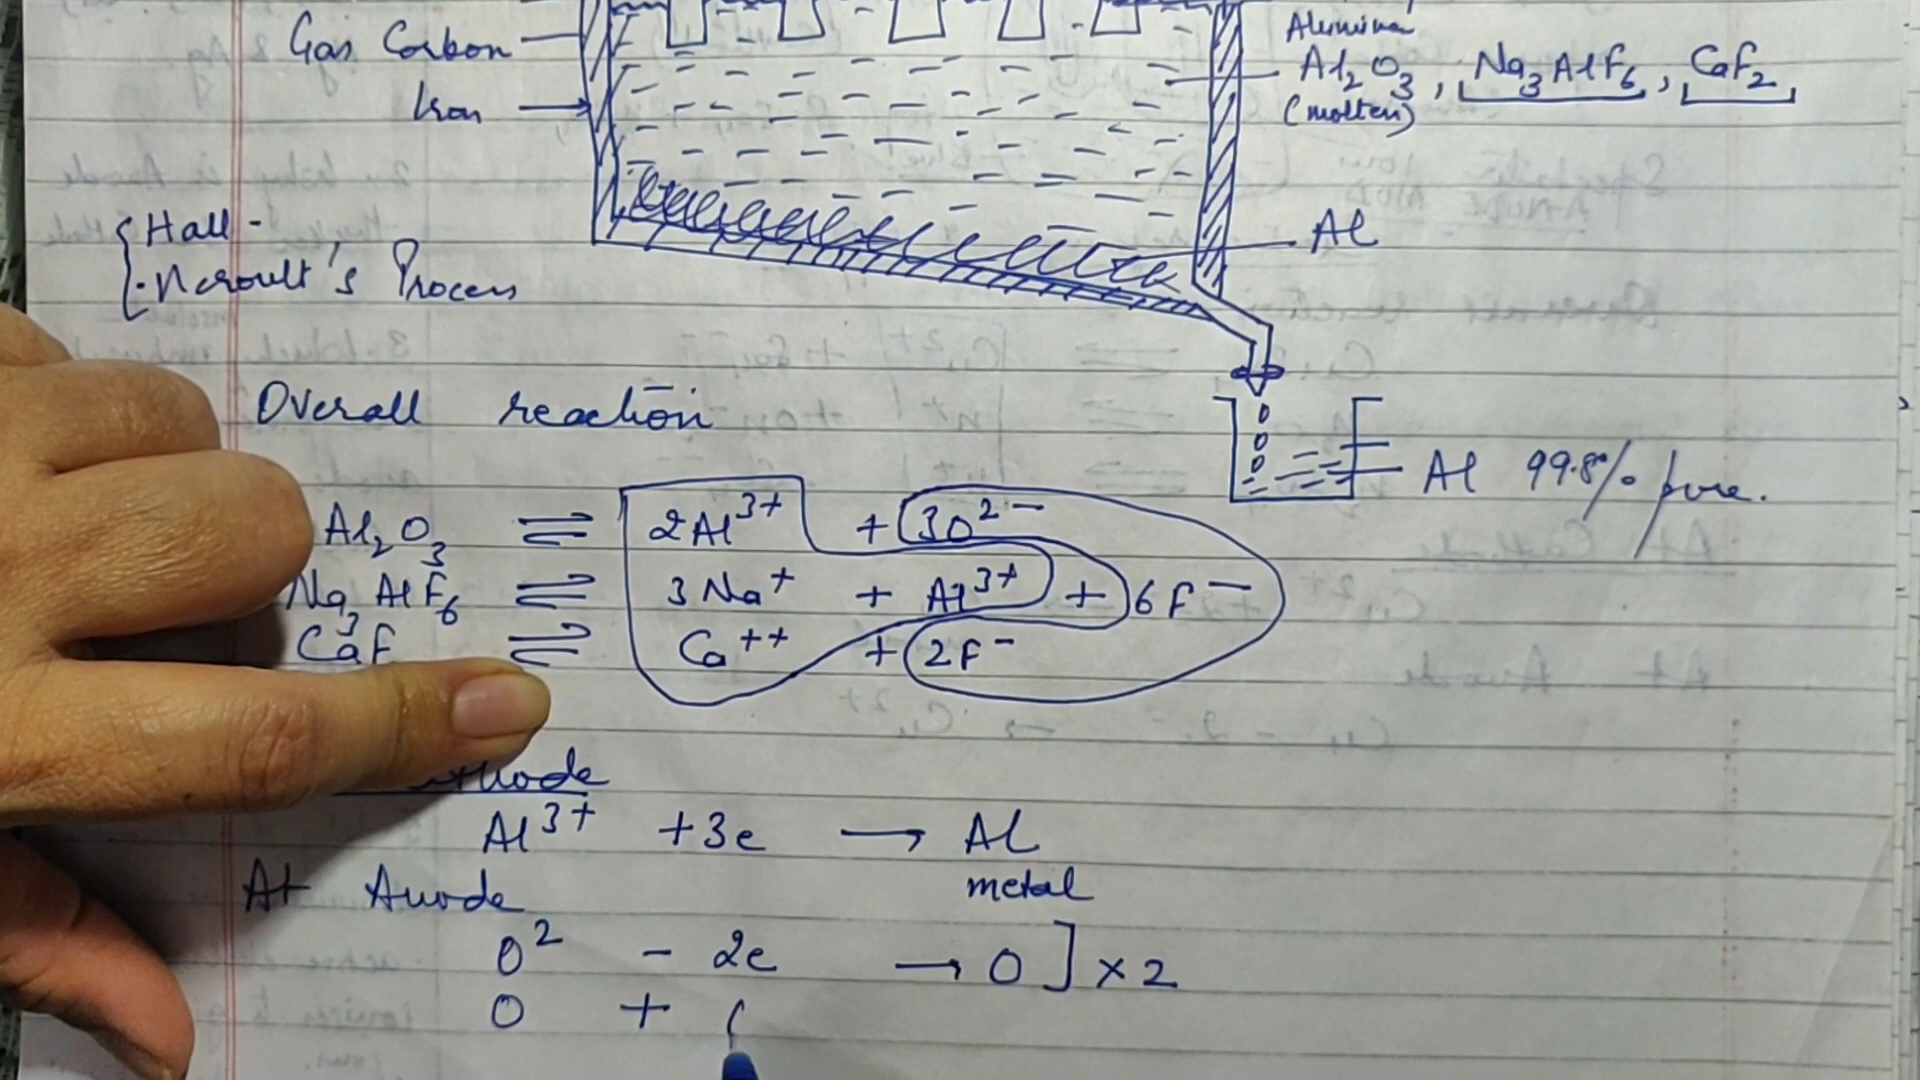 Gas Carbon
Iron
Alumina
Al₂O₃, Na₃AlF₆, CaF₂
(molten)
Al
Hall-
Heroult's Process
Overall reaction
Al 99.8% pure.
Al₂O₃ ⇌ 2Al³⁺ + 3O²⁻
Na₃AlF₆ ⇌ 3Na⁺ + Al³⁺ + 6F⁻
CaF ⇌ Ca⁺⁺ + 2F⁻
Al³⁺ +3e → Al
metal
At Anode
O² - 2e → O ] × 2
O +